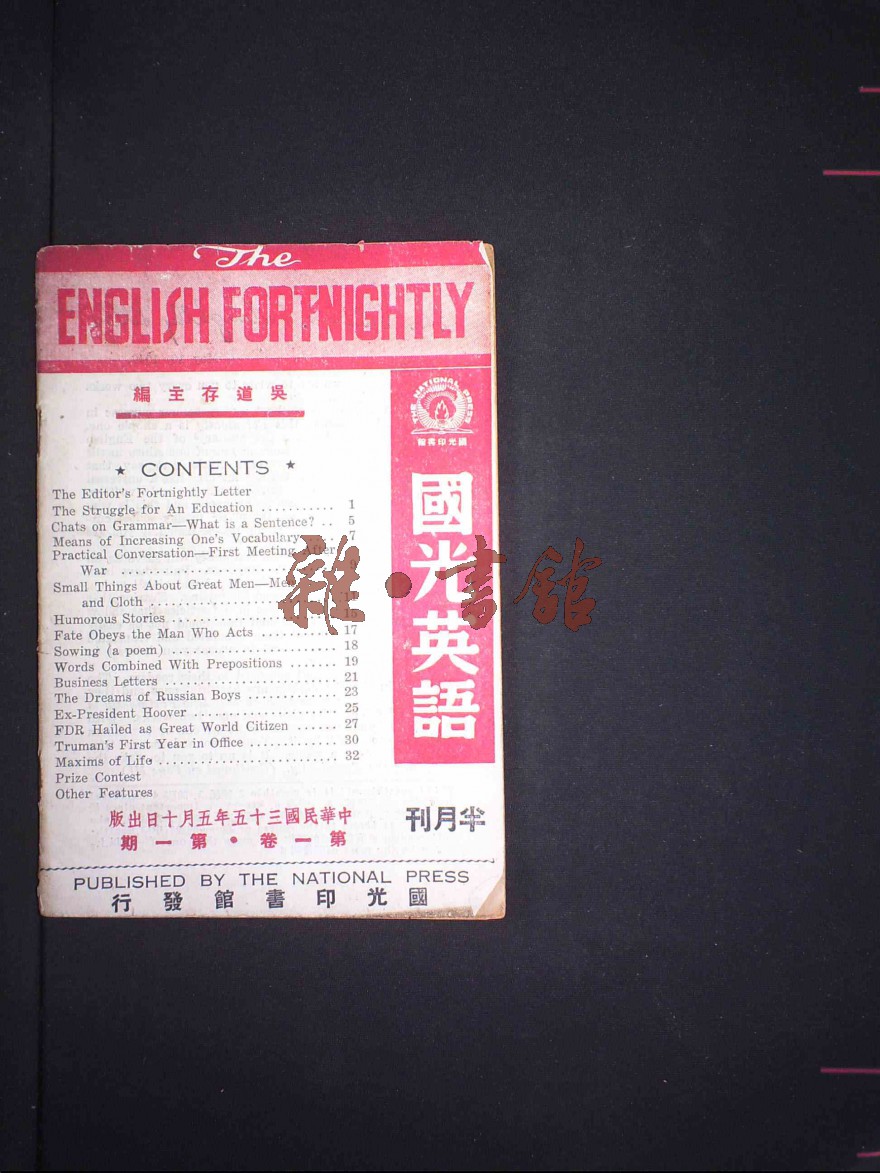 The
ENGLISH FORTNIGHTLY
吳道存主編
THE NATIONAL PRESS
國光印書館
國光英語
半月刊
★ CONTENTS ★
The Editor's Fortnightly Letter
The Struggle for An Education ........... 1
Chats on Grammar—What is a Sentence? .. 5
Means of Increasing One's Vocabulary ..... 7
Practical Conversation—First Meeting After
War ............................ 9
Small Things About Great Men—Men
and Cloth ........................
Humorous Stories ........................ 15
Fate Obeys the Man Who Acts ........... 17
Sowing (a poem) ........................ 18
Words Combined With Prepositions ....... 19
Business Letters ........................ 21
The Dreams of Russian Boys ............. 23
Ex-President Hoover .................... 25
FDR Hailed as Great World Citizen ...... 27
Truman's First Year in Office ............. 30
Maxims of Life .......................... 32
Prize Contest
Other Features
中華民國三十五年五月十日出版
第一卷•第一期
PUBLISHED BY THE NATIONAL PRESS
國光印書館發行
雜•書館